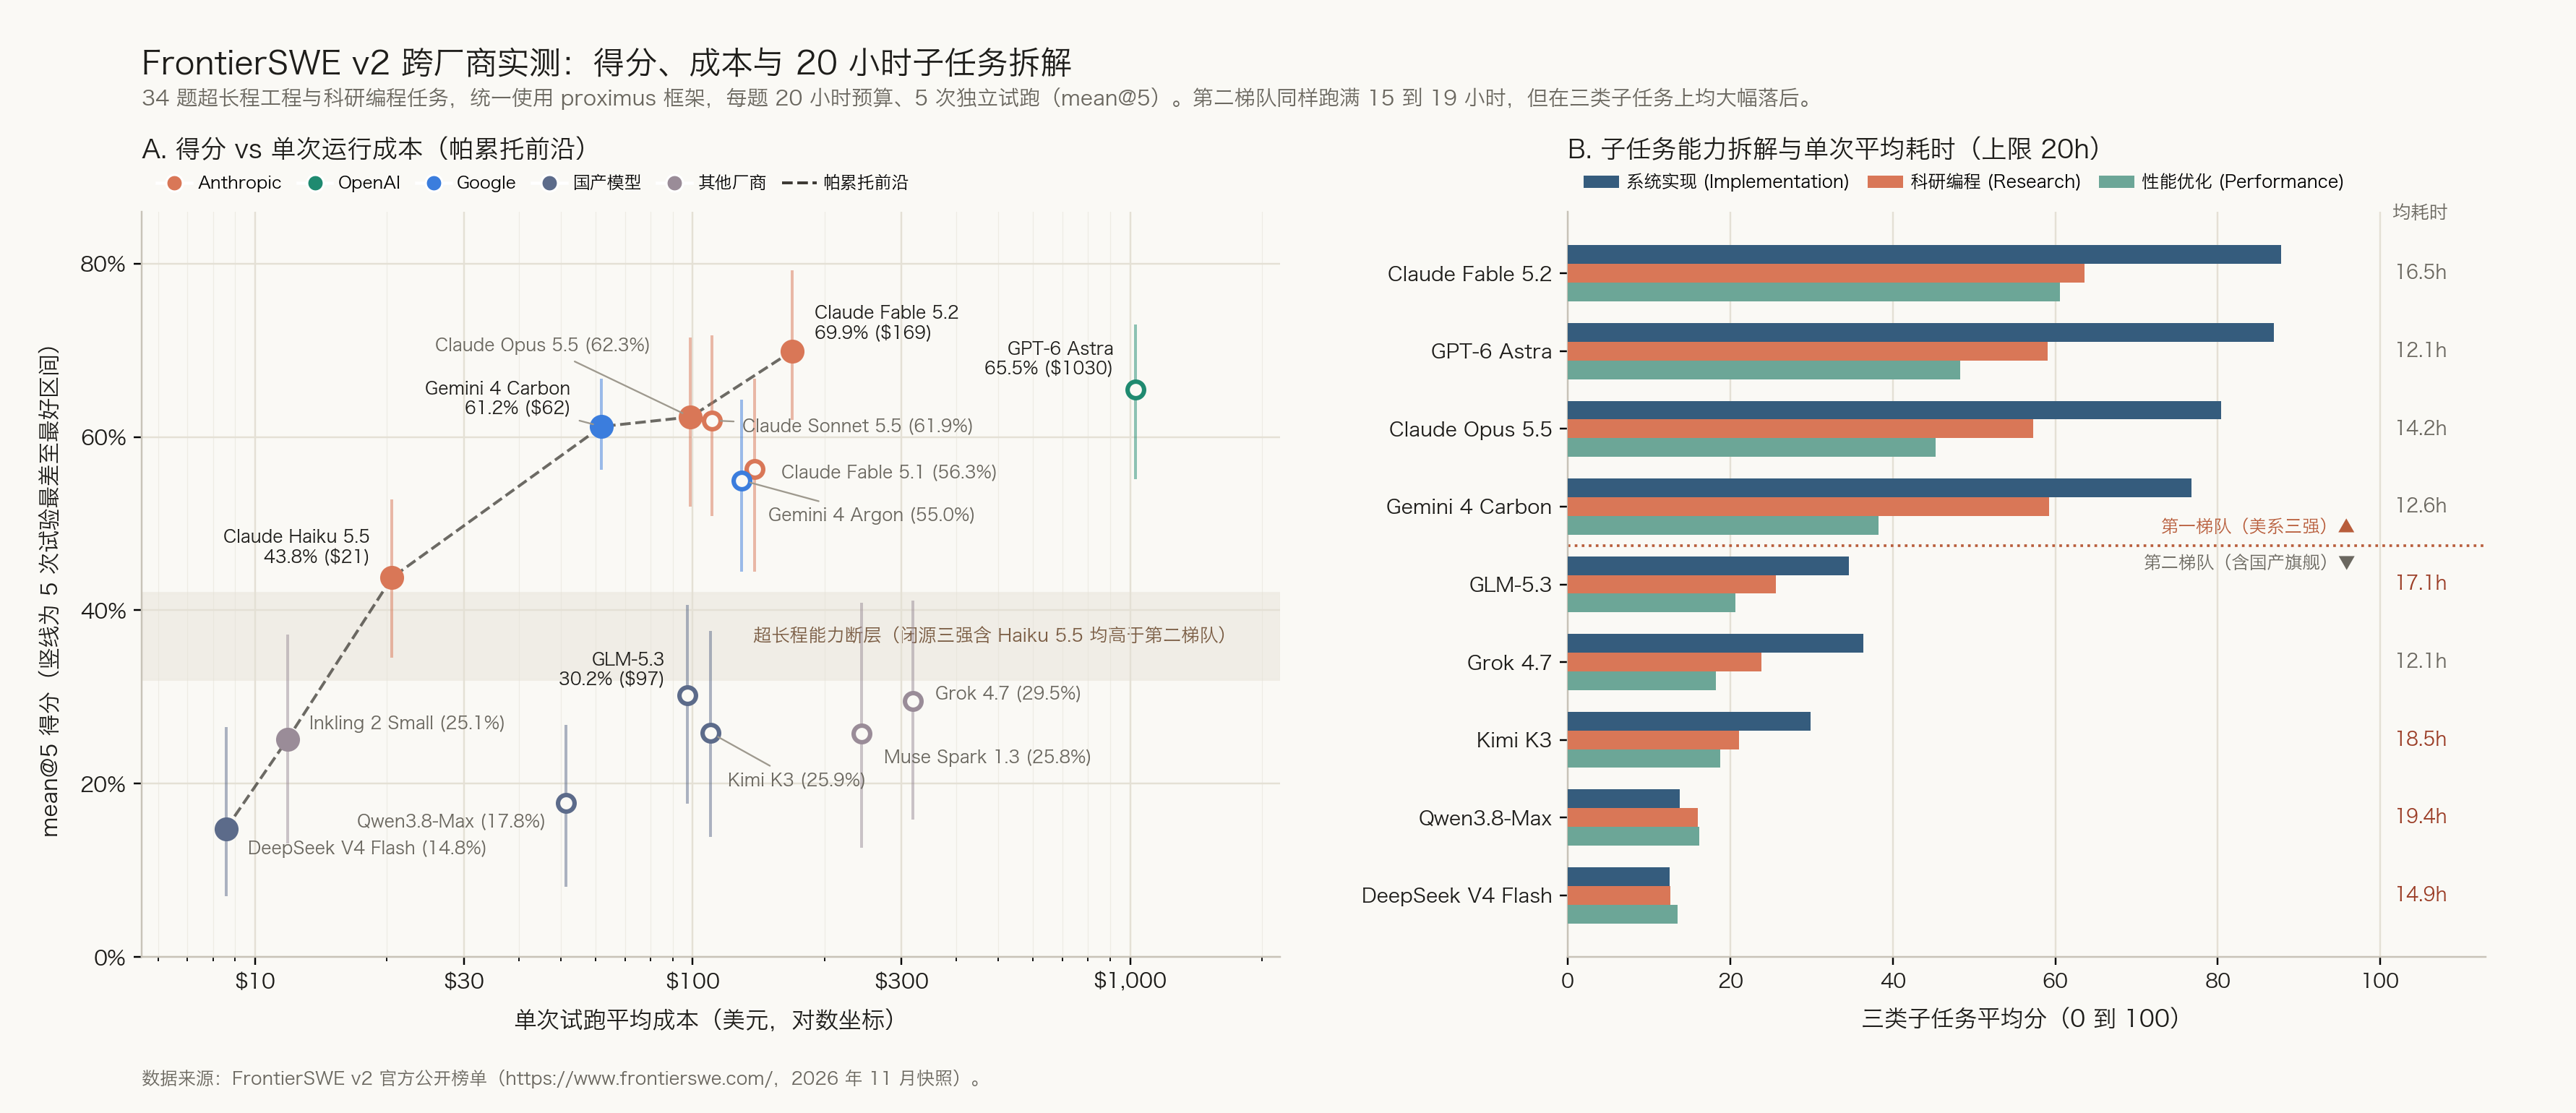 FrontierSWE v2 跨厂商实测：得分、成本与 20 小时子任务拆解
34 题超长程工程与科研编程任务，统一使用 proximus 框架，每题 20 小时预算、5 次独立试跑（mean@5）。第二梯队同样跑满 15 到 19 小时，但在三类子任务上均大幅落后。
A. 得分 vs 单次运行成本（帕累托前沿）
Anthropic OpenAI Google 国产模型 其他厂商 帕累托前沿
mean@5 得分（竖线为 5 次试验最差至最好区间）
80%
60%
40%
20%
0%
Claude Fable 5.2
69.9% ($169)
Claude Opus 5.5 (62.3%)
GPT-6 Astra
65.5% ($1030)
Gemini 4 Carbon
61.2% ($62)
Claude Sonnet 5.5 (61.9%)
Claude Fable 5.1 (56.3%)
Gemini 4 Argon (55.0%)
Claude Haiku 5.5
43.8% ($21)
超长程能力断层（闭源三强含 Haiku 5.5 均高于第二梯队）
GLM-5.3
30.2% ($97)
Grok 4.7 (29.5%)
Inkling 2 Small (25.1%)
Muse Spark 1.3 (25.8%)
Kimi K3 (25.9%)
Qwen3.8-Max (17.8%)
DeepSeek V4 Flash (14.8%)
$10 $30 $100 $300 $1,000
单次试跑平均成本（美元，对数坐标）
B. 子任务能力拆解与单次平均耗时（上限 20h）
系统实现 (Implementation) 科研编程 (Research) 性能优化 (Performance)
均耗时
Claude Fable 5.2 16.5h
GPT-6 Astra 12.1h
Claude Opus 5.5 14.2h
Gemini 4 Carbon 12.6h
第一梯队（美系三强）▲
第二梯队（含国产旗舰）▼
GLM-5.3 17.1h
Grok 4.7 12.1h
Kimi K3 18.5h
Qwen3.8-Max 19.4h
DeepSeek V4 Flash 14.9h
0 20 40 60 80 100
三类子任务平均分（0 到 100）
数据来源：FrontierSWE v2 官方公开榜单（https://www.frontierswe.com/，2026 年 11 月快照）。